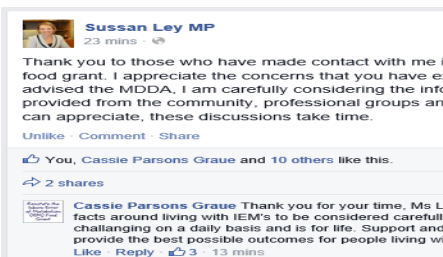 Sussan Ley MP
23 mins ·
Thank you to those who have made contact with me i
food grant. I appreciate the concerns that you have e
advised the MDDA, I am carefully considering the info
provided from the community, professional groups an
can appreciate, these discussions take time.
Unlike · Comment · Share
You, Cassie Parsons Graue and 10 others like this.
2 shares
Cassie Parsons Graue Thank you for your time, Ms L
facts around living with IEM's to be considered carefull
challanging on a daily basis and is for life. Support and
provide the best possible outcomes for people living wi
Like · Reply · 3 · 13 mins